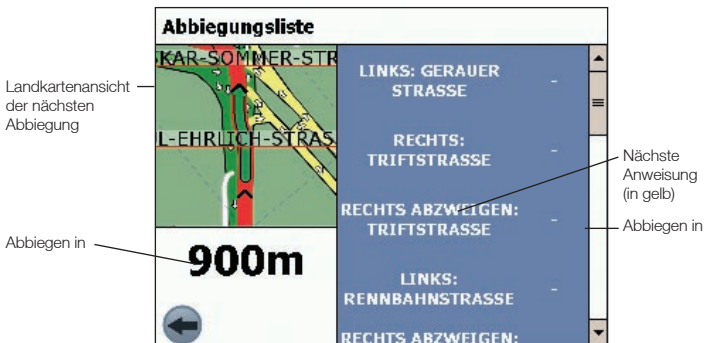 Abbiegungsliste
KAR-SOMMER-STR
L-EHRLICH-STRAS
900m
LINKS: GERAUER
STRASSE
-
RECHTS:
TRIFTSTRASSE
-
RECHTS ABZWEIGEN:
TRIFTSTRASSE
-
LINKS:
RENNBAHNSTRASSE
-
RECHTS ABZWEIGEN:
Landkartenansicht
der nächsten
Abbiegung
Abbiegen in
Nächste
Anweisung
(in gelb)
Abbiegen in